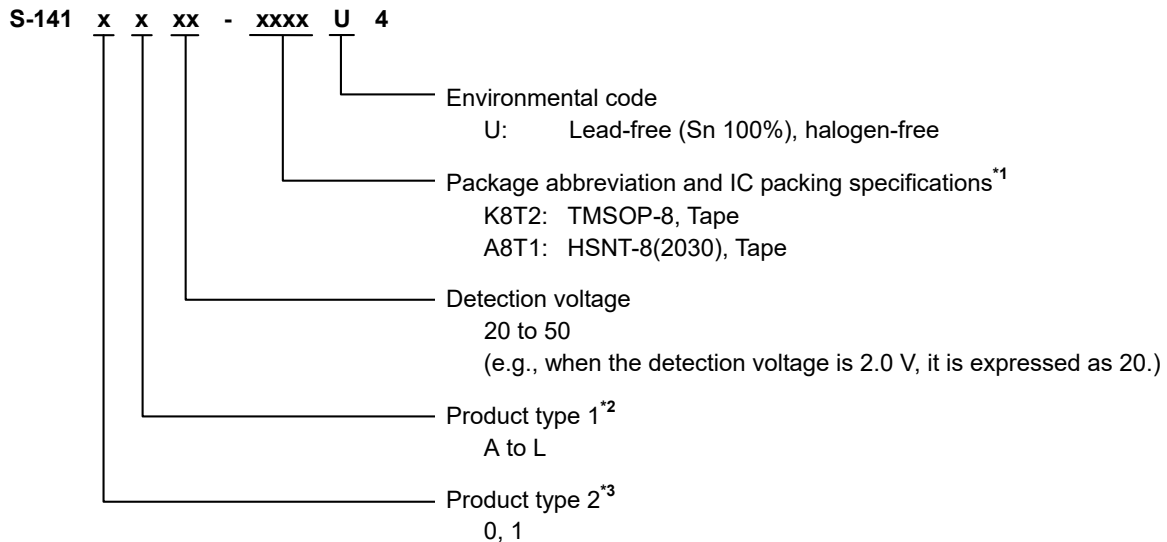 S-141 x x xx - xxxx U 4
Environmental code
U: Lead-free (Sn 100%), halogen-free
Package abbreviation and IC packing specifications*1
K8T2: TMSOP-8, Tape
A8T1: HSNT-8(2030), Tape
Detection voltage
20 to 50
(e.g., when the detection voltage is 2.0 V, it is expressed as 20.)
Product type 1*2
A to L
Product type 2*3
0, 1